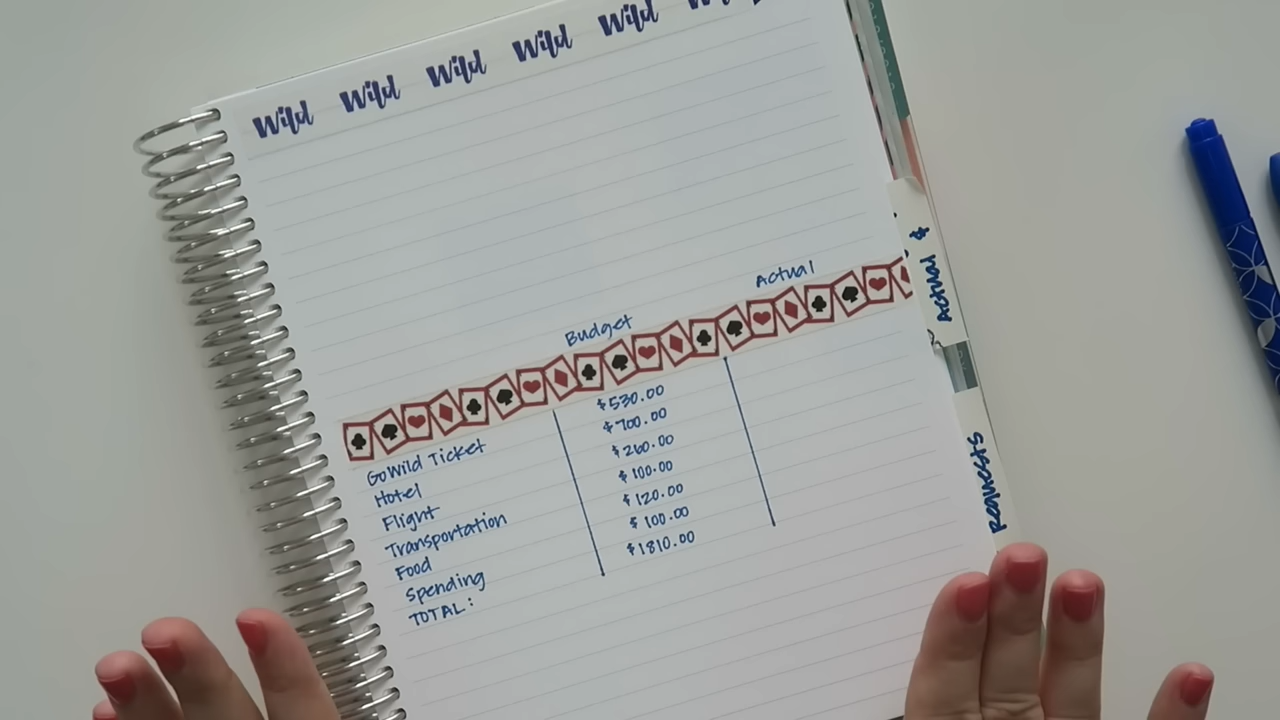 Wild Wild Wild Wild Wild
Budget Actual
GoWild Ticket $530.00
Hotel $700.00
Flight $260.00
Transportation $100.00
Food $120.00
Spending $100.00
TOTAL: $1810.00
Actual $
Requests